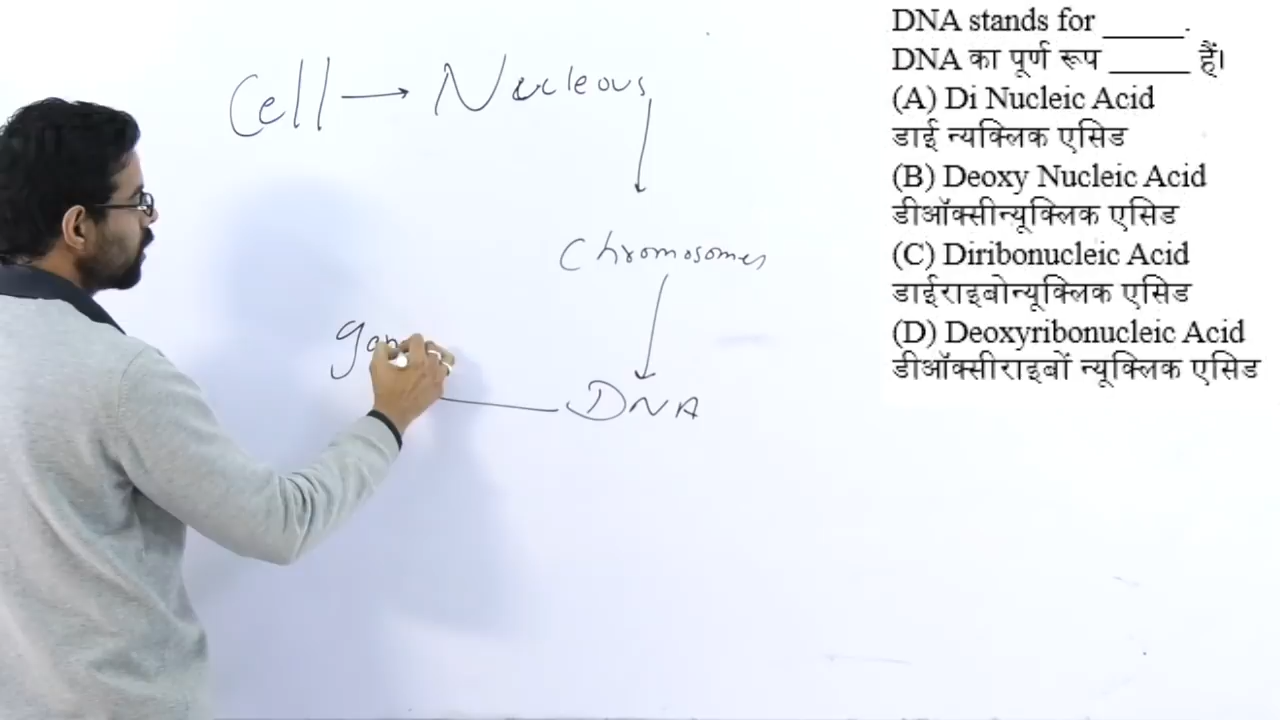 Cell → Nucleous
Chromosomes
DNA
DNA stands for ______.
DNA का पूर्ण रूप ______ हैं।
(A) Di Nucleic Acid
डाई न्यक्लिक एसिड
(B) Deoxy Nucleic Acid
डीऑक्सीन्यूक्लिक एसिड
(C) Diribonucleic Acid
डाईराइबोन्यूक्लिक एसिड
(D) Deoxyribonucleic Acid
डीऑक्सीराइबों न्यूक्लिक एसिड